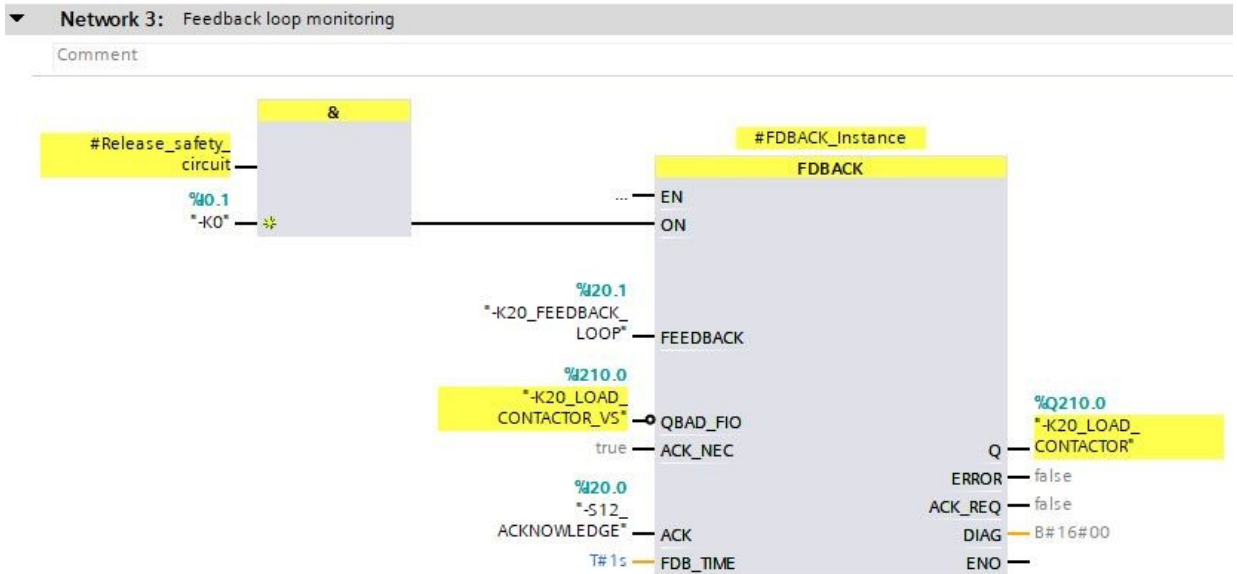 Network 3: Feedback loop monitoring
Comment
&
#Release_safety_
circuit
%I0.1
"-K0"
#FDBACK_Instance
FDBACK
... EN
ON
%I20.1
"-K20_FEEDBACK_
LOOP"
FEEDBACK
%I210.0
"-K20_LOAD_
CONTACTOR_VS"
QBAD_FIO
true
ACK_NEC
%I20.0
"-S12_
ACKNOWLEDGE"
ACK
T#1s
FDB_TIME
%Q210.0
"-K20_LOAD_
CONTACTOR"
Q
ERROR
false
ACK_REQ
false
DIAG
B#16#00
ENO